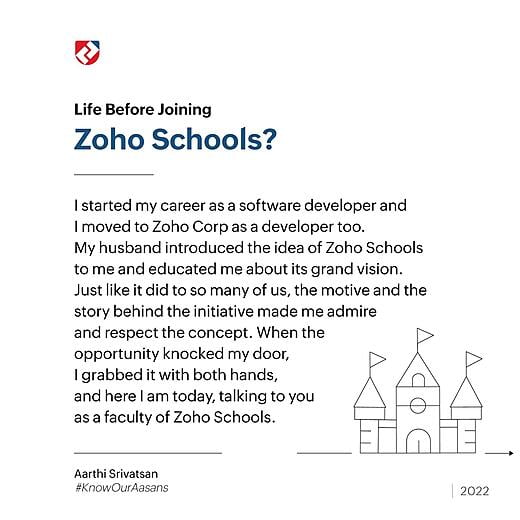 Life Before Joining
Zoho Schools?
I started my career as a software developer and
I moved to Zoho Corp as a developer too.
My husband introduced the idea of Zoho Schools
to me and educated me about its grand vision.
Just like it did to so many of us, the motive and the
story behind the initiative made me admire
and respect the concept. When the
opportunity knocked my door,
I grabbed it with both hands,
and here I am today, talking to you
as a faculty of Zoho Schools.
Aarthi Srivatsan
#KnowOurAasans
2022